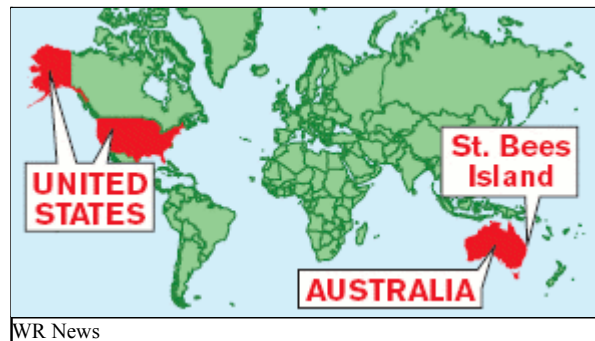 UNITED
STATES
St. Bees
Island
AUSTRALIA
WR News